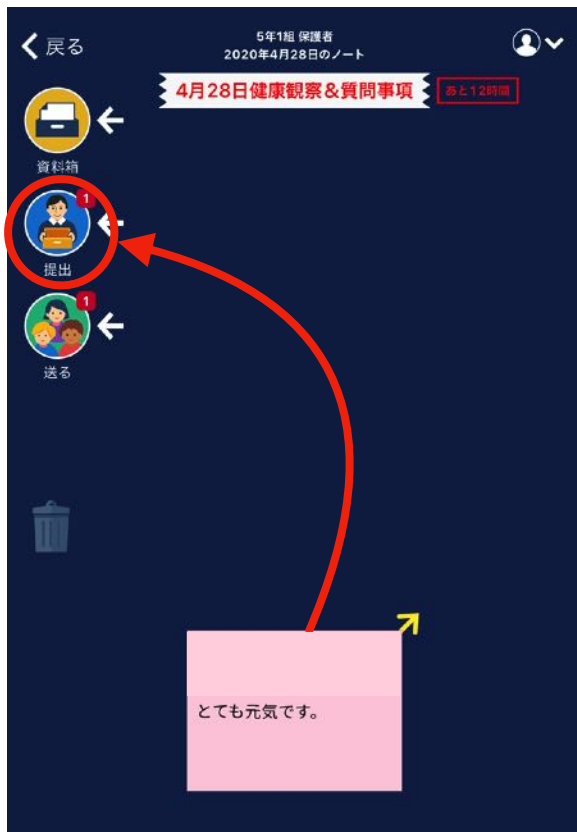 戻る
5年1組 保護者
2020年4月28日のノート
4月28日健康観察&質問事項
あと12時間
資料箱
1
提出
1
送る
とても元気です。